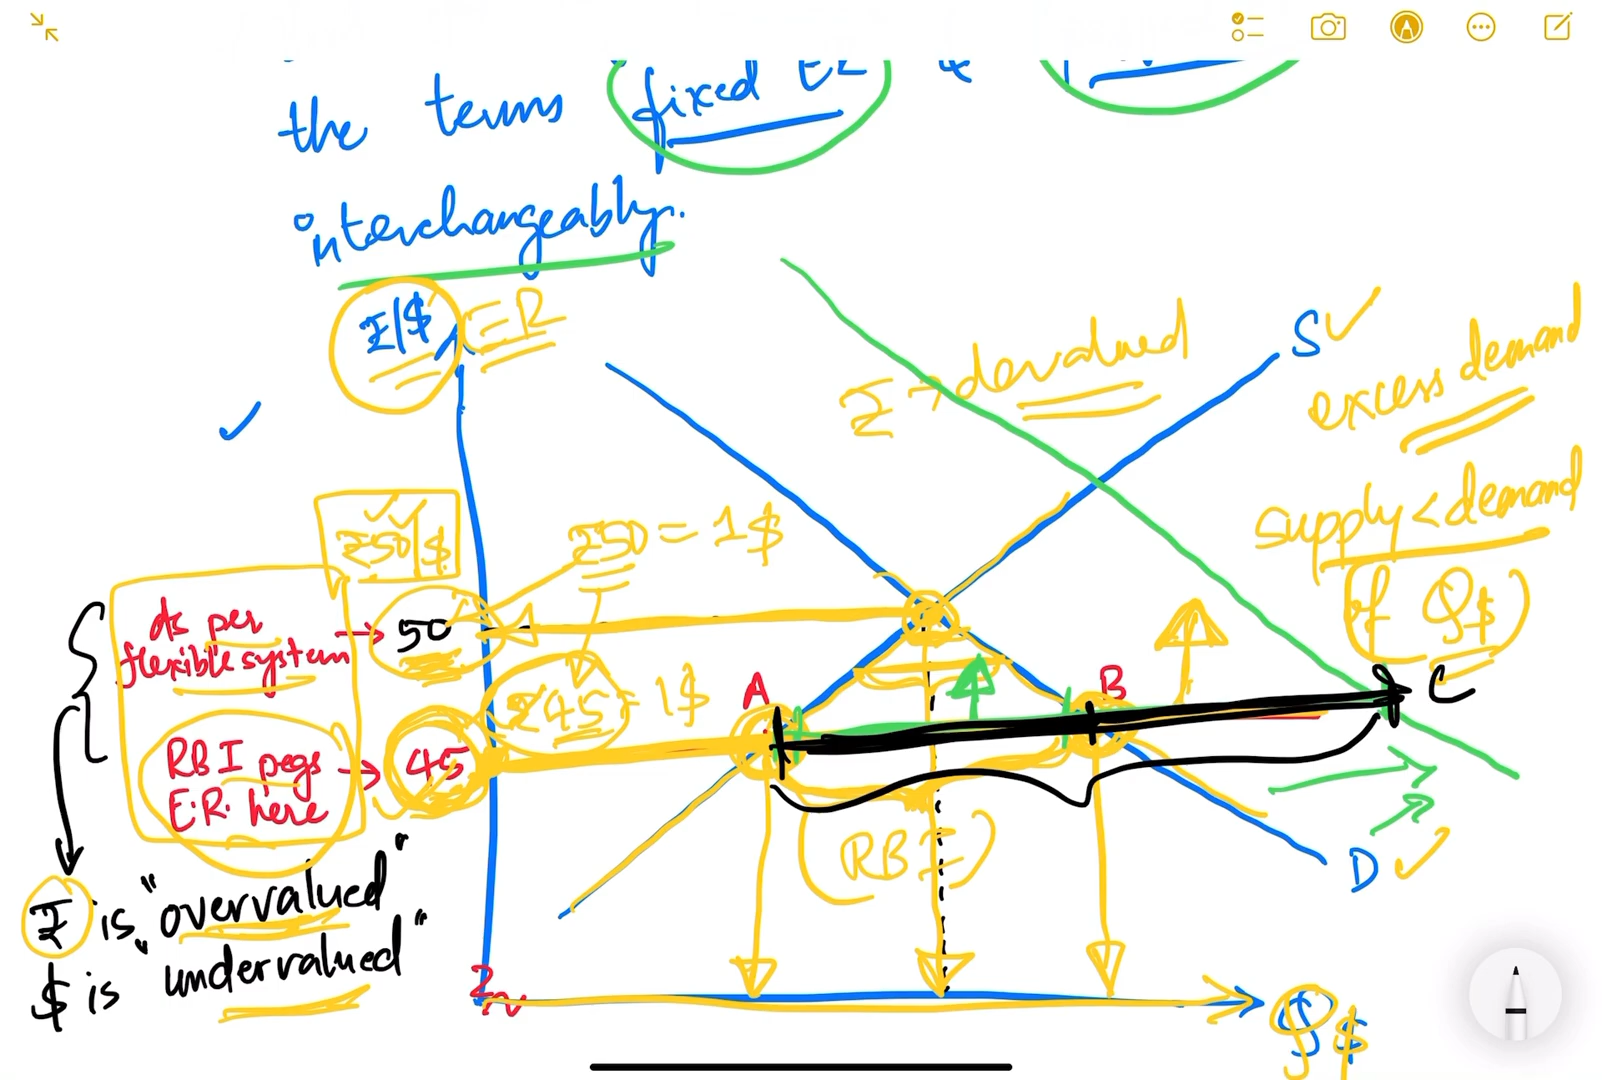 the terms fixed ER &
interchangeably.
₹/$ ER
S
₹ → devalued
excess demand
supply < demand
of Q$
₹50/$
₹50 = 1$
as per
flexible system → 50
₹45 = 1$
A
B
C
RBI pegs
E.R. here → 45
(RBI)
D
₹ is "overvalued"
$ is "undervalued"
Q$